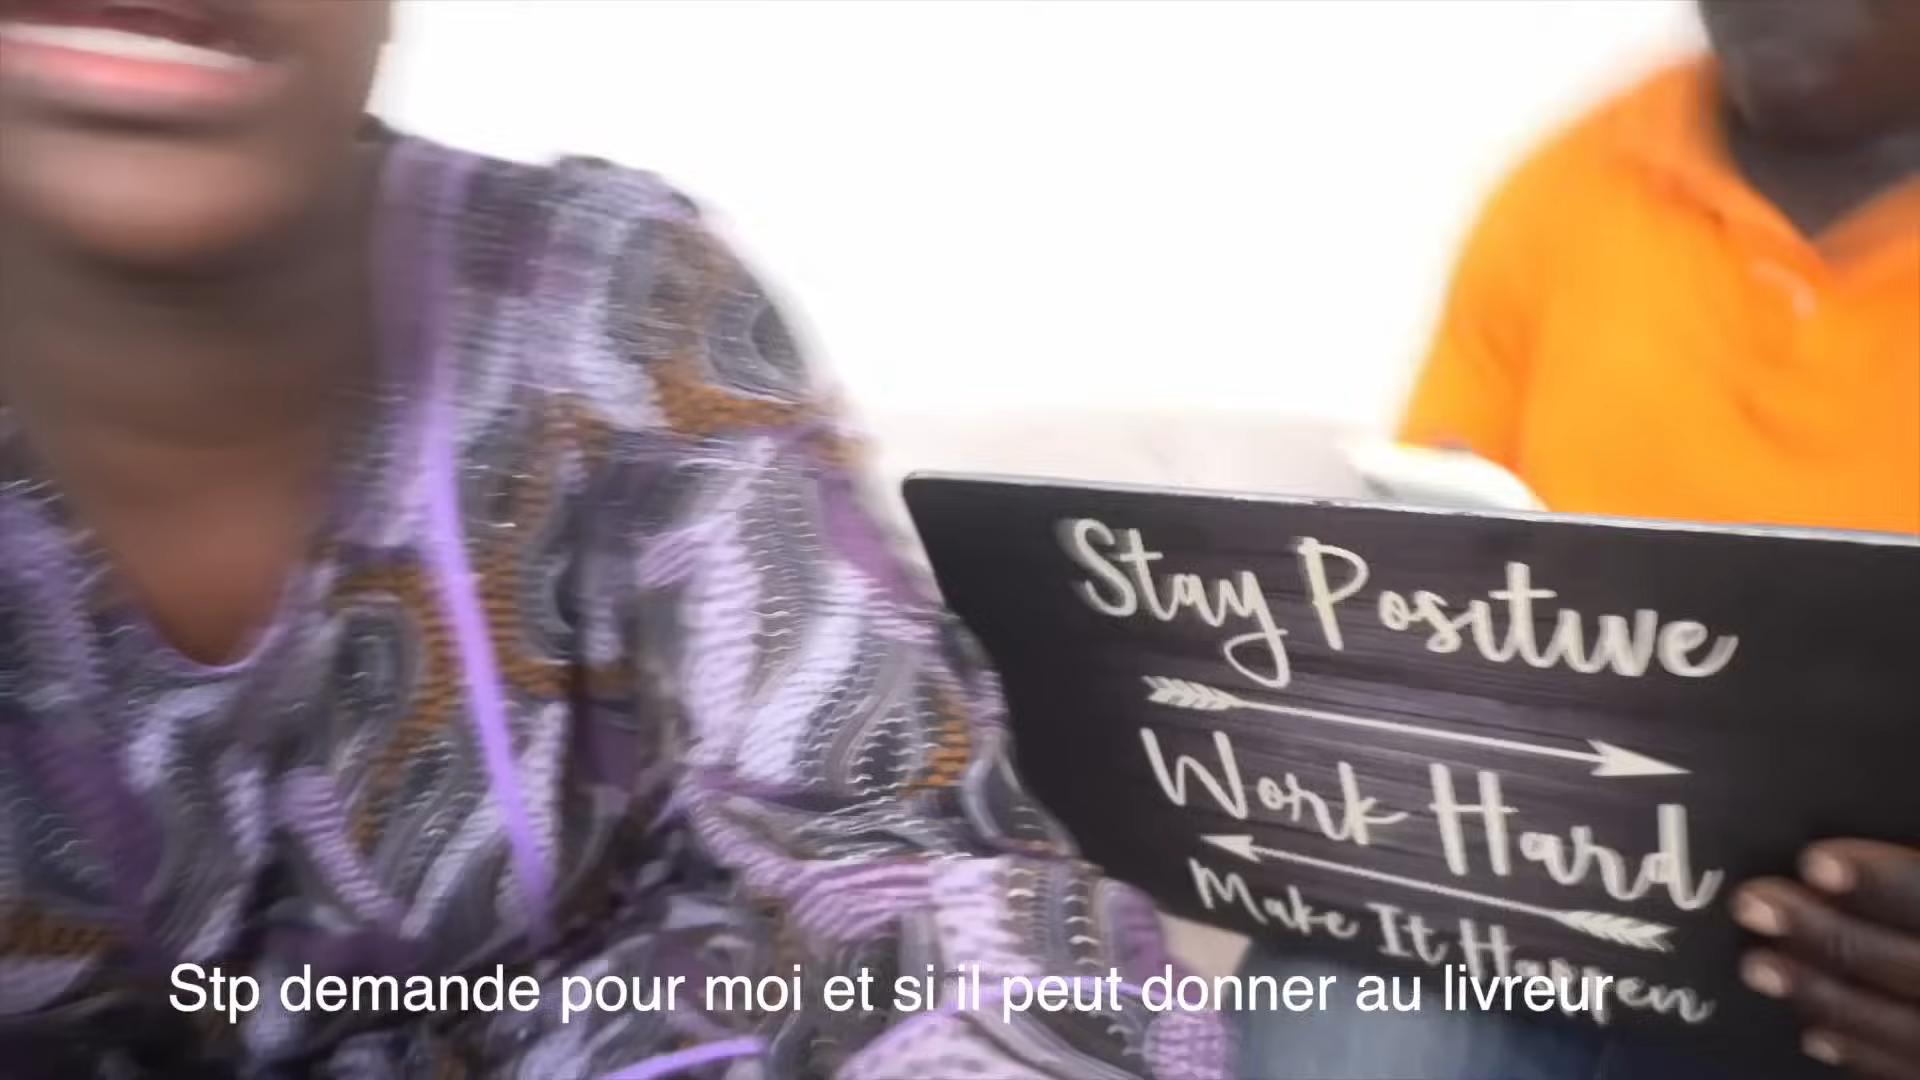 Stay Positive
Work Hard
Make It Happen
Stp demande pour moi et si il peut donner au livreur